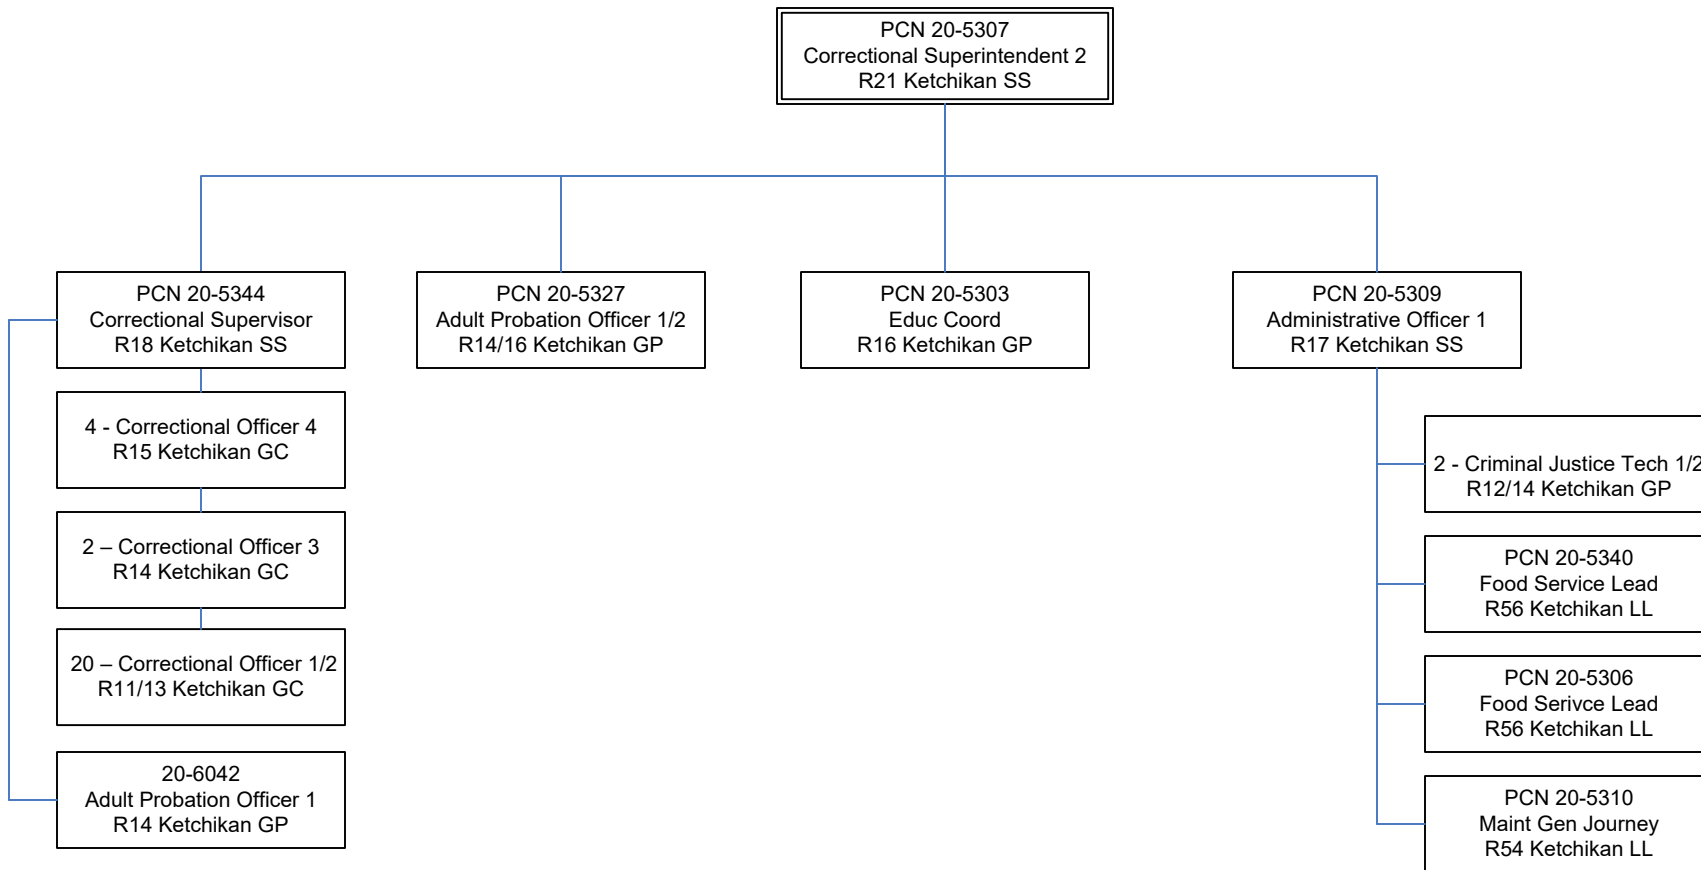 PCN 20-5307
Correctional Superintendent 2
R21 Ketchikan SS
PCN 20-5344
Correctional Supervisor
R18 Ketchikan SS
PCN 20-5327
Adult Probation Officer 1/2
R14/16 Ketchikan GP
PCN 20-5303
Educ Coord
R16 Ketchikan GP
PCN 20-5309
Administrative Officer 1
R17 Ketchikan SS
4 - Correctional Officer 4
R15 Ketchikan GC
2 – Correctional Officer 3
R14 Ketchikan GC
20 – Correctional Officer 1/2
R11/13 Ketchikan GC
20-6042
Adult Probation Officer 1
R14 Ketchikan GP
2 - Criminal Justice Tech 1/2
R12/14 Ketchikan GP
PCN 20-5340
Food Service Lead
R56 Ketchikan LL
PCN 20-5306
Food Serivce Lead
R56 Ketchikan LL
PCN 20-5310
Maint Gen Journey
R54 Ketchikan LL